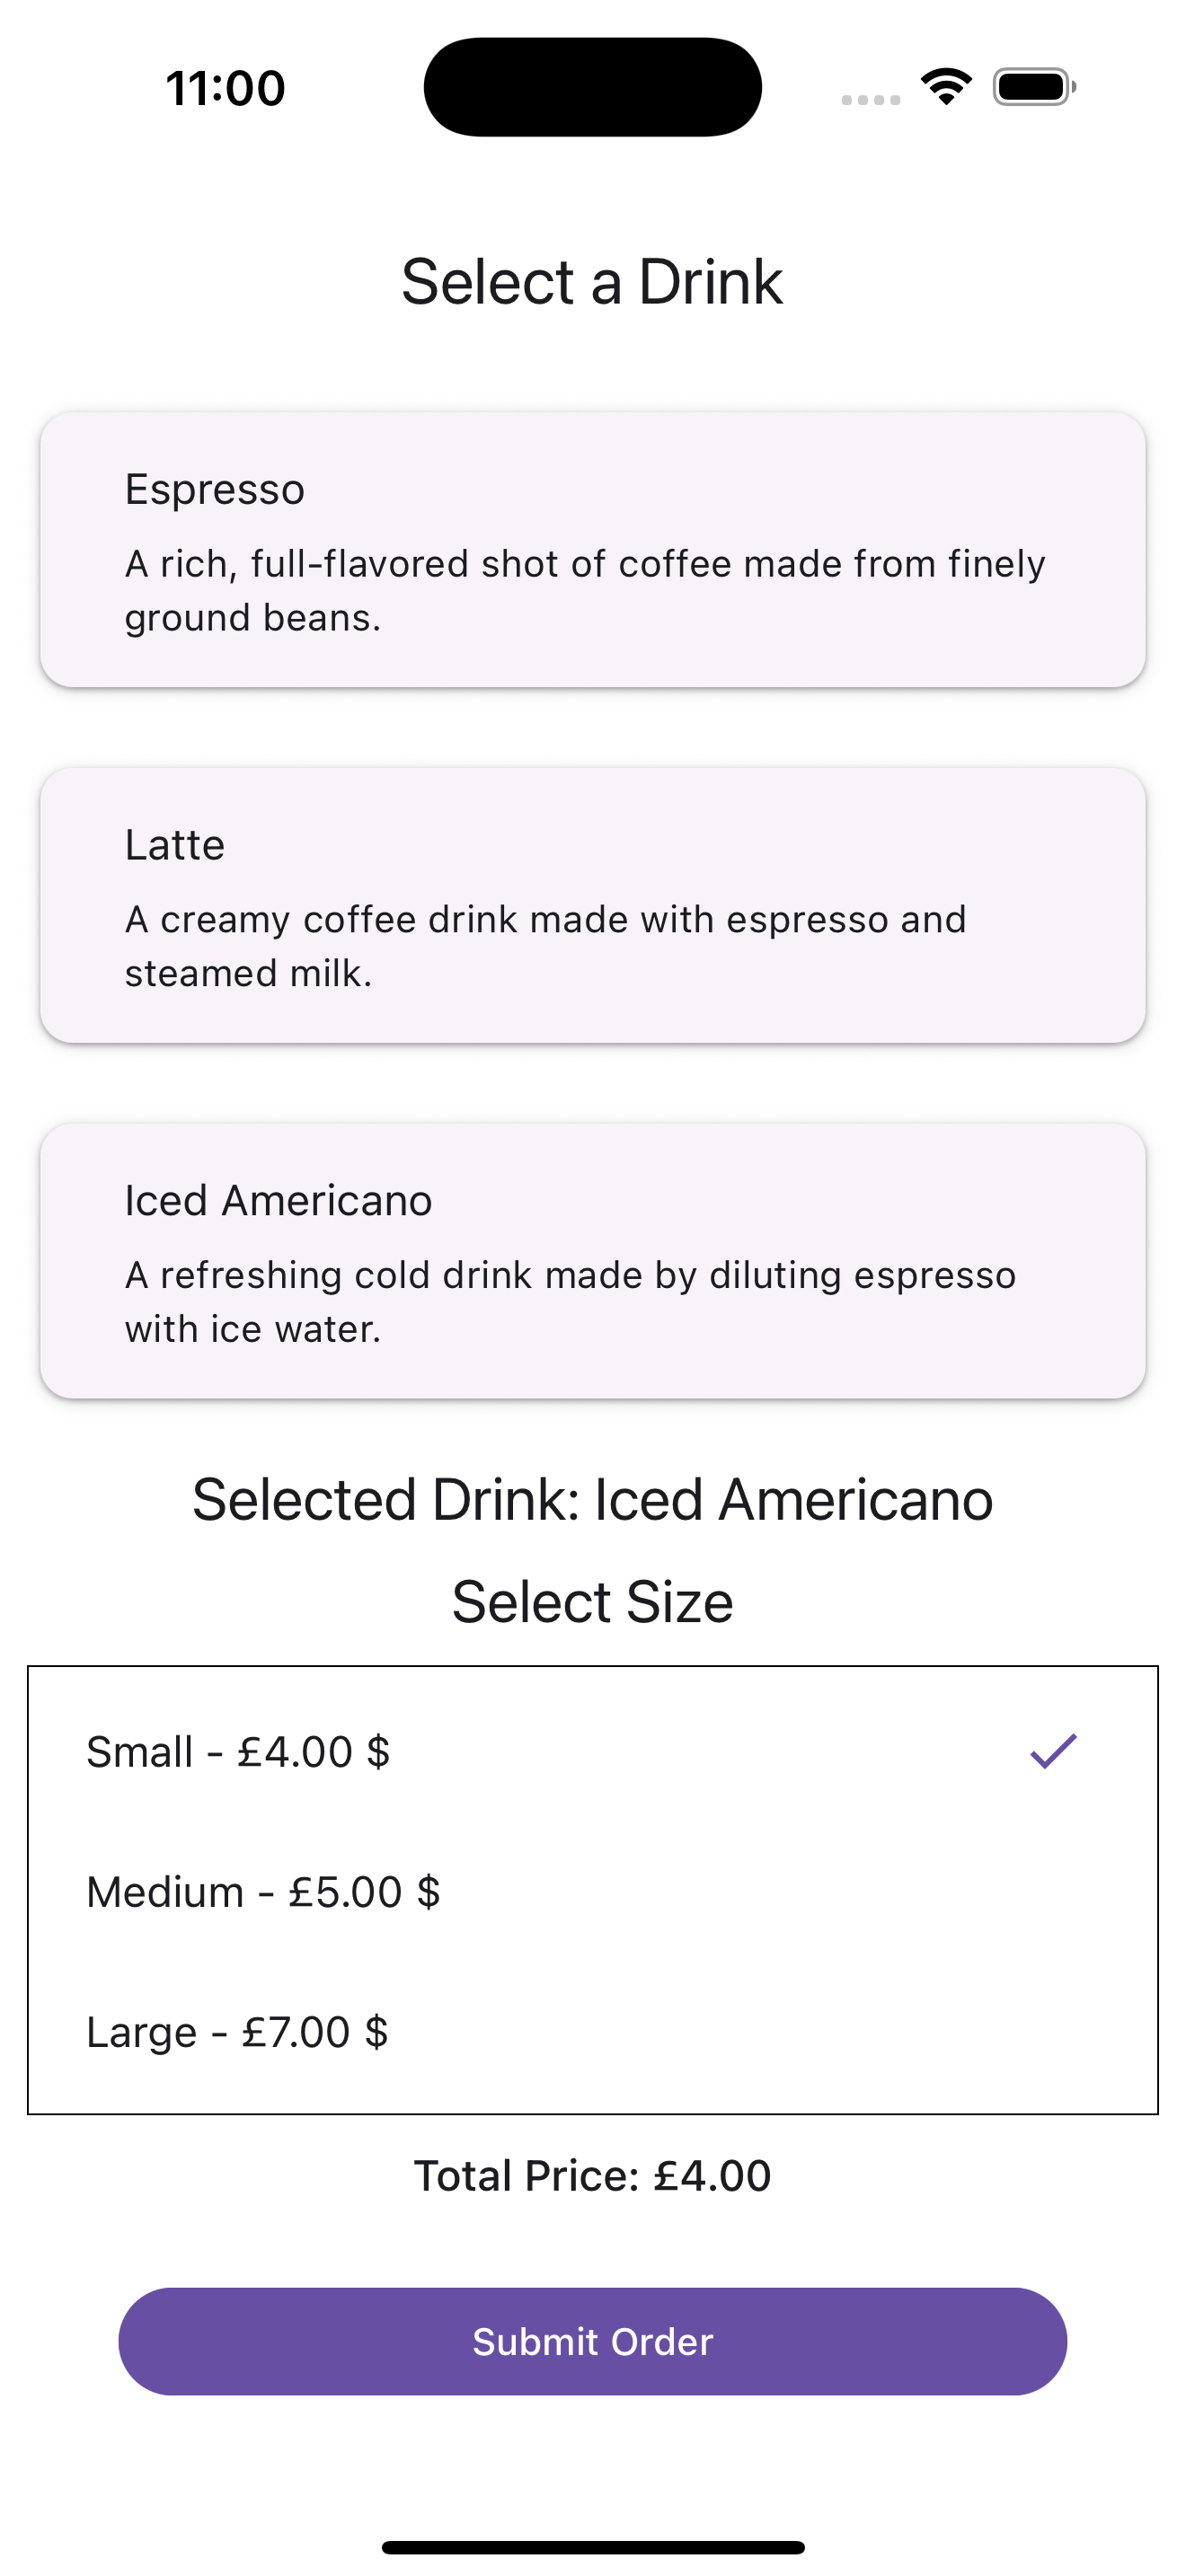 11:00
Select a Drink
Espresso
A rich, full-flavored shot of coffee made from finely
ground beans.
Latte
A creamy coffee drink made with espresso and
steamed milk.
Iced Americano
A refreshing cold drink made by diluting espresso
with ice water.
Selected Drink: Iced Americano
Select Size
Small - £4.00 $
Medium - £5.00 $
Large - £7.00 $
Total Price: £4.00
Submit Order